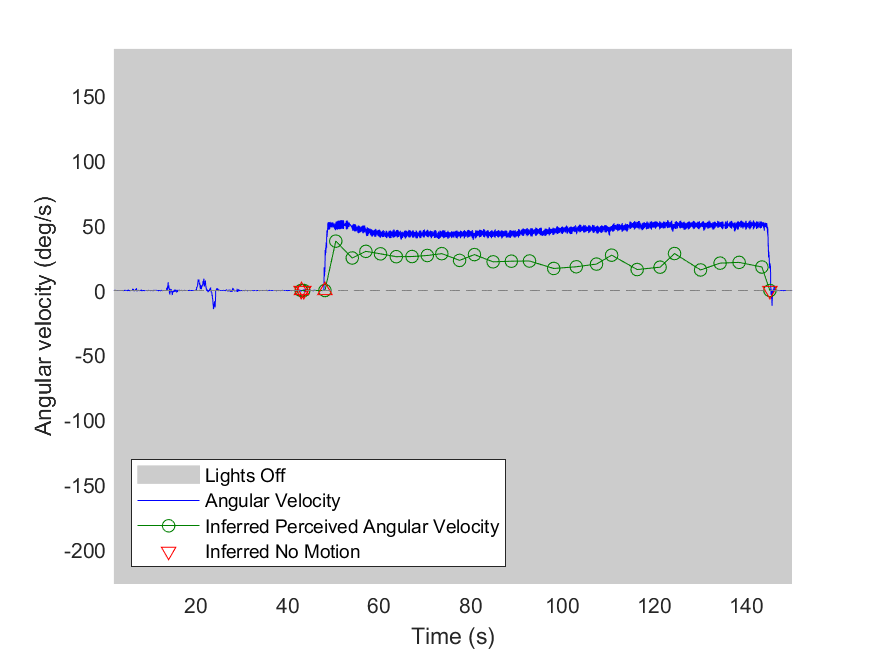 150
100
50
0
-50
-100
-150
-200
Angular velocity (deg/s)
Lights Off
Angular Velocity
Inferred Perceived Angular Velocity
Inferred No Motion
20 40 60 80 100 120 140
Time (s)